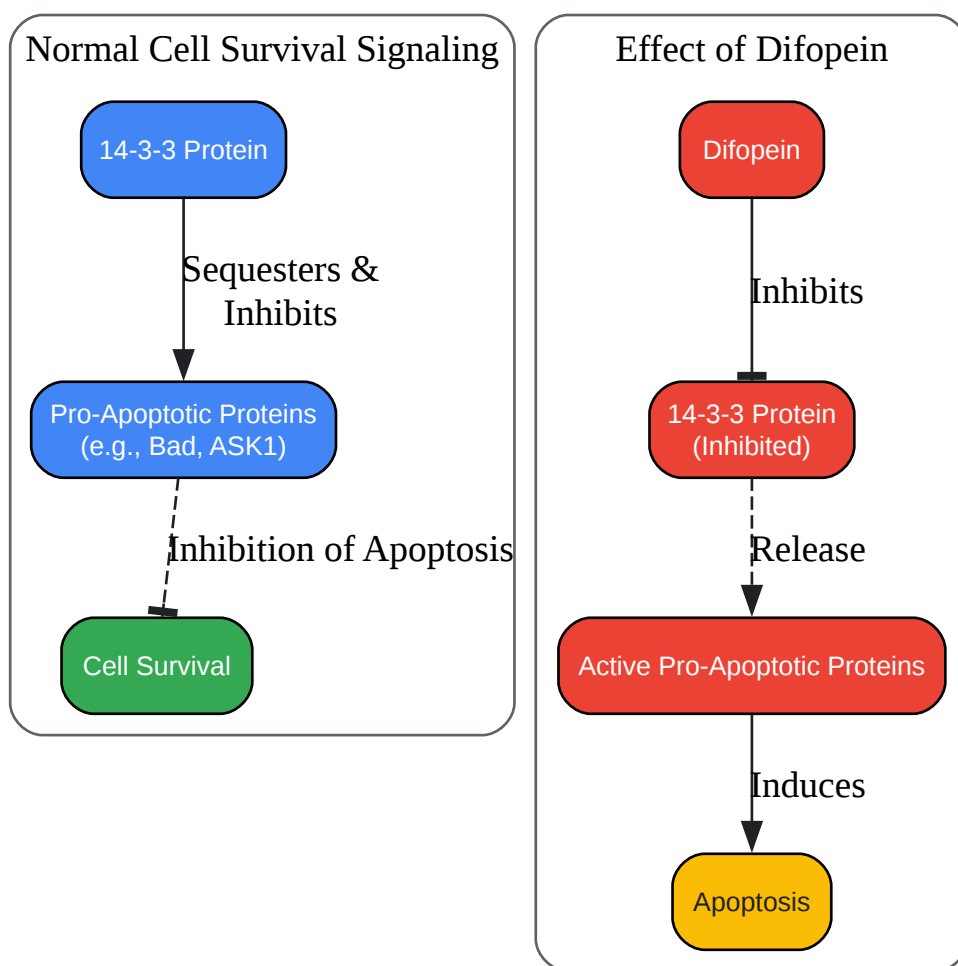 Normal Cell Survival Signaling
14-3-3 Protein
Sequesters &
Inhibits
Pro-Apoptotic Proteins
(e.g., Bad, ASK1)
Inhibition of Apoptosis
Cell Survival
Effect of Difopein
Difopein
Inhibits
14-3-3 Protein
(Inhibited)
Release
Active Pro-Apoptotic Proteins
Induces
Apoptosis